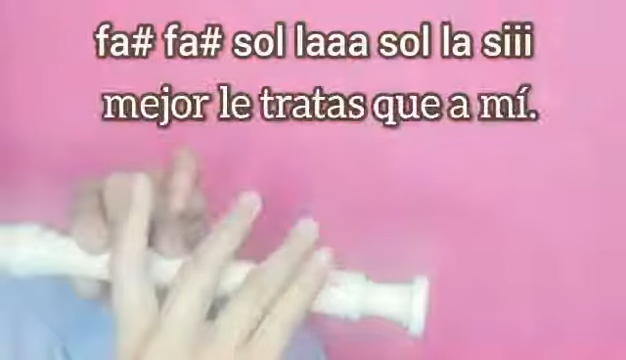 fa# fa# sol laaa sol la siii
mejor le tratas que a mí.